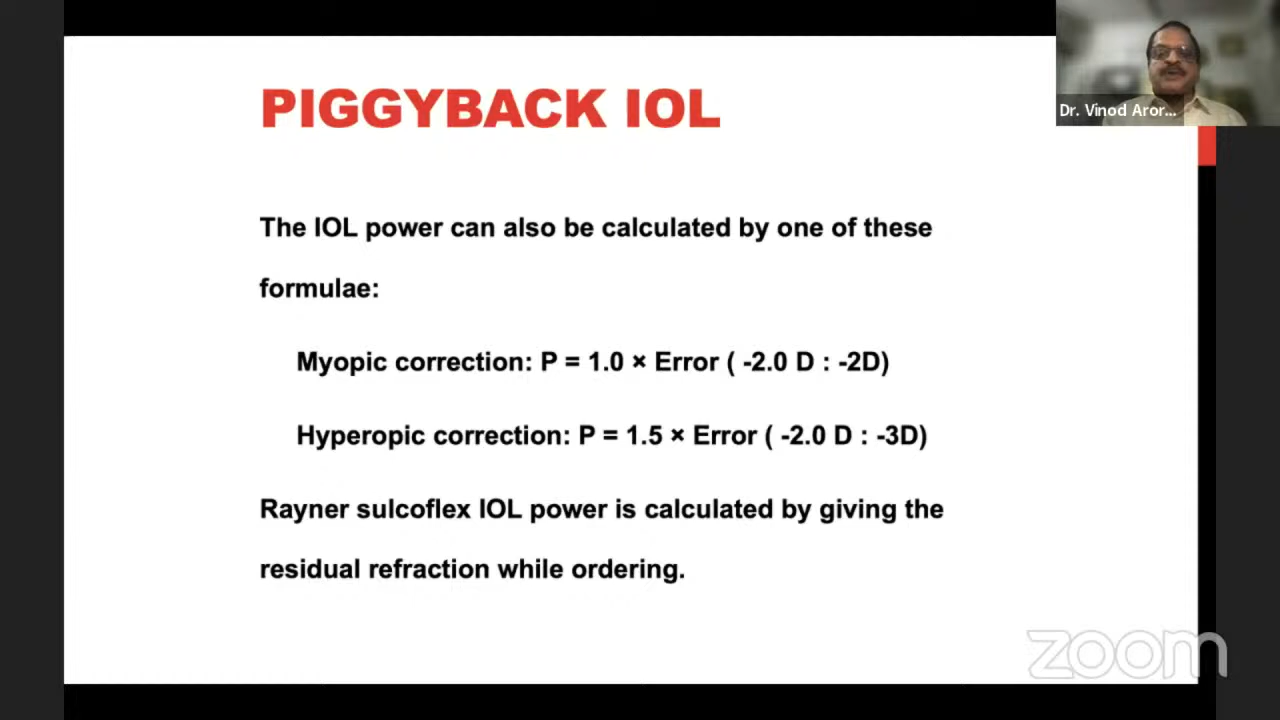 PIGGYBACK IOL
Dr. Vinod Aror...
The IOL power can also be calculated by one of these
formulae:
Myopic correction: P = 1.0 × Error ( -2.0 D : -2D)
Hyperopic correction: P = 1.5 × Error ( -2.0 D : -3D)
Rayner sulcoflex IOL power is calculated by giving the
residual refraction while ordering.
zoom